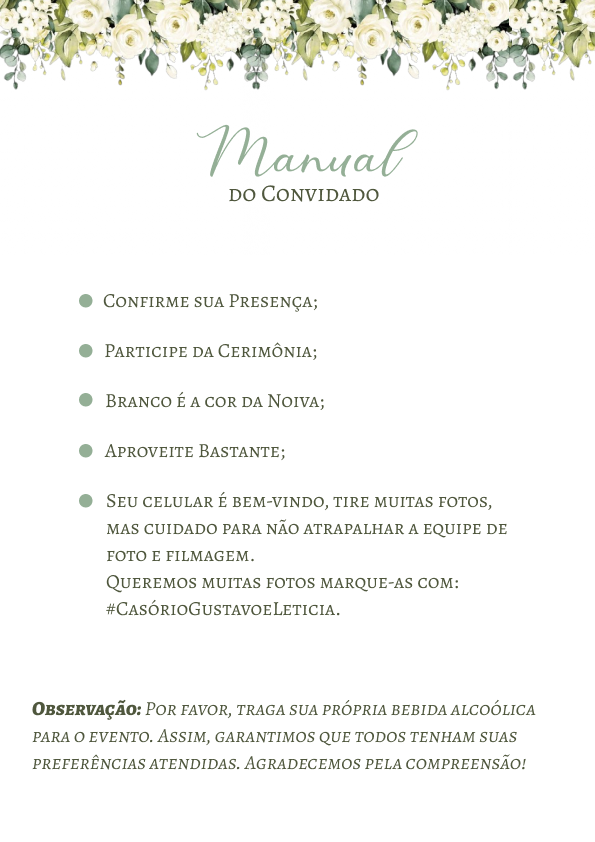 Manual
do Convidado
Confirme sua Presença;
Participe da Cerimônia;
Branco é a cor da Noiva;
Aproveite Bastante;
Seu celular é bem-vindo, tire muitas fotos,
mas cuidado para não atrapalhar a equipe de
foto e filmagem.
Queremos muitas fotos marque-as com:
#CasórioGustavoeLeticia.
Observação: Por favor, traga sua própria bebida alcoólica
para o evento. Assim, garantimos que todos tenham suas
preferências atendidas. Agradecemos pela compreensão!